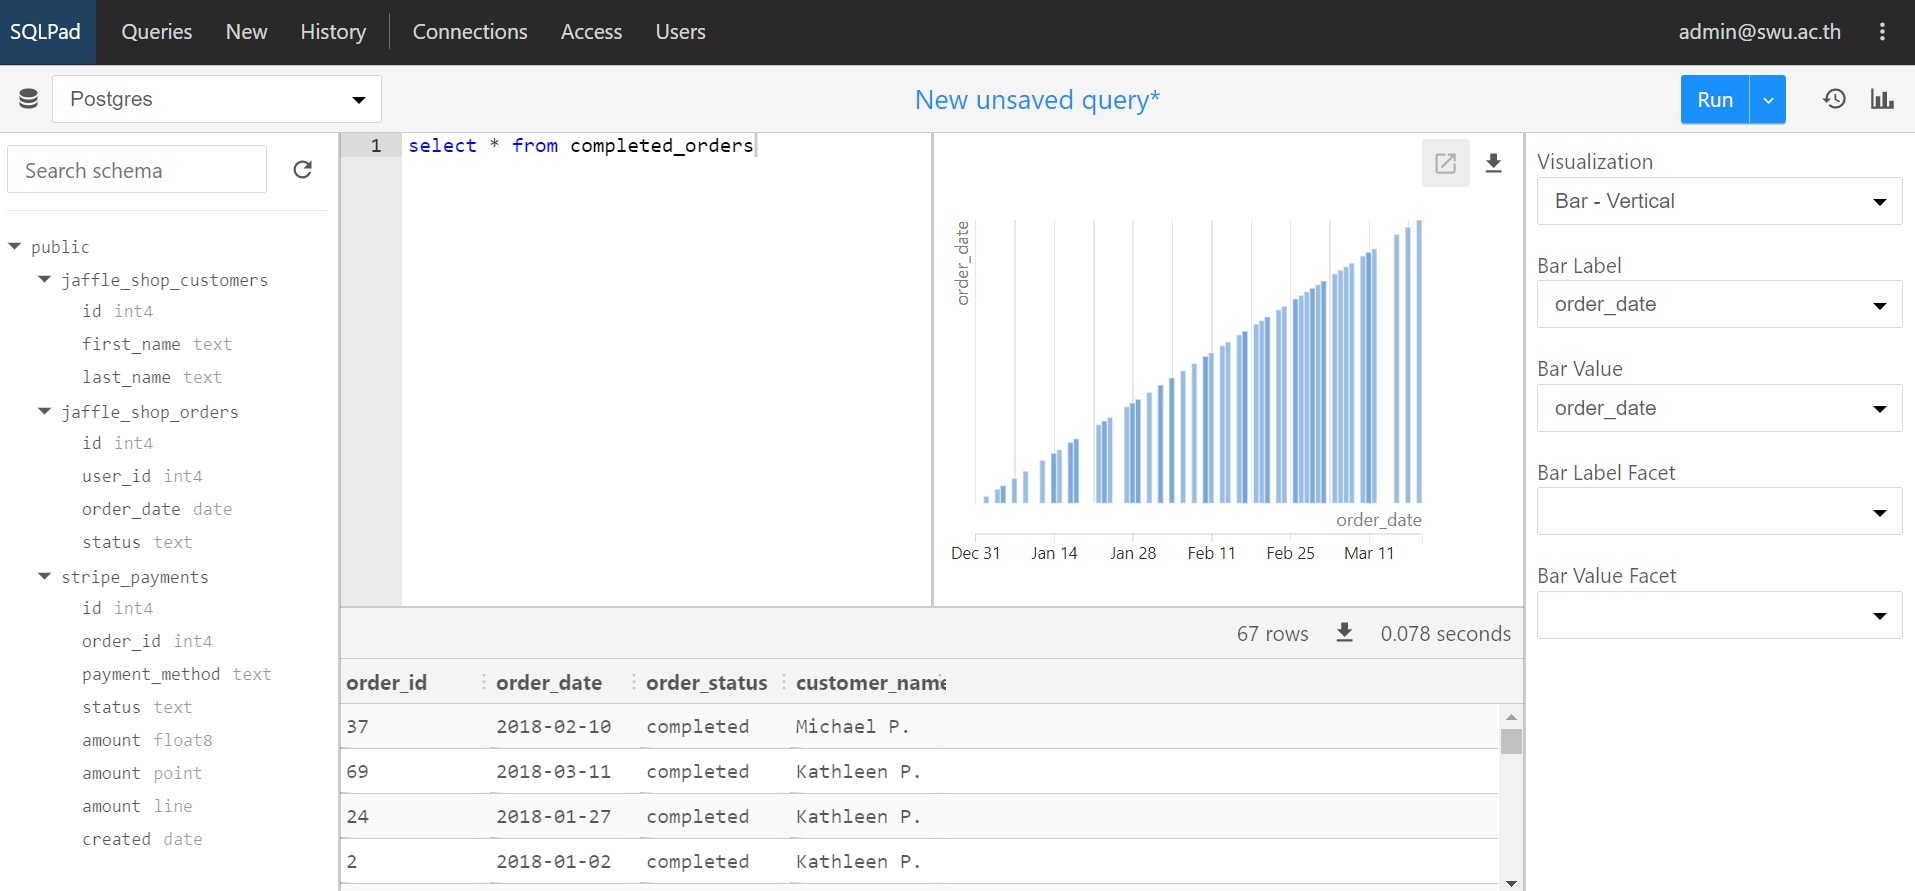 SQLPad Queries New History Connections Access Users admin@swu.ac.th
Postgres New unsaved query* Run
Search schema
public
jaffle_shop_customers
id int4
first_name text
last_name text
jaffle_shop_orders
id int4
user_id int4
order_date date
status text
stripe_payments
id int4
order_id int4
payment_method text
status text
amount float8
amount point
amount line
created date
1 select * from completed_orders
order_date
order_date
Dec 31 Jan 14 Jan 28 Feb 11 Feb 25 Mar 11
Visualization
Bar - Vertical
Bar Label
order_date
Bar Value
order_date
Bar Label Facet
Bar Value Facet
67 rows 0.078 seconds
order_id order_date order_status customer_name
37 2018-02-10 completed Michael P.
69 2018-03-11 completed Kathleen P.
24 2018-01-27 completed Kathleen P.
2 2018-01-02 completed Kathleen P.